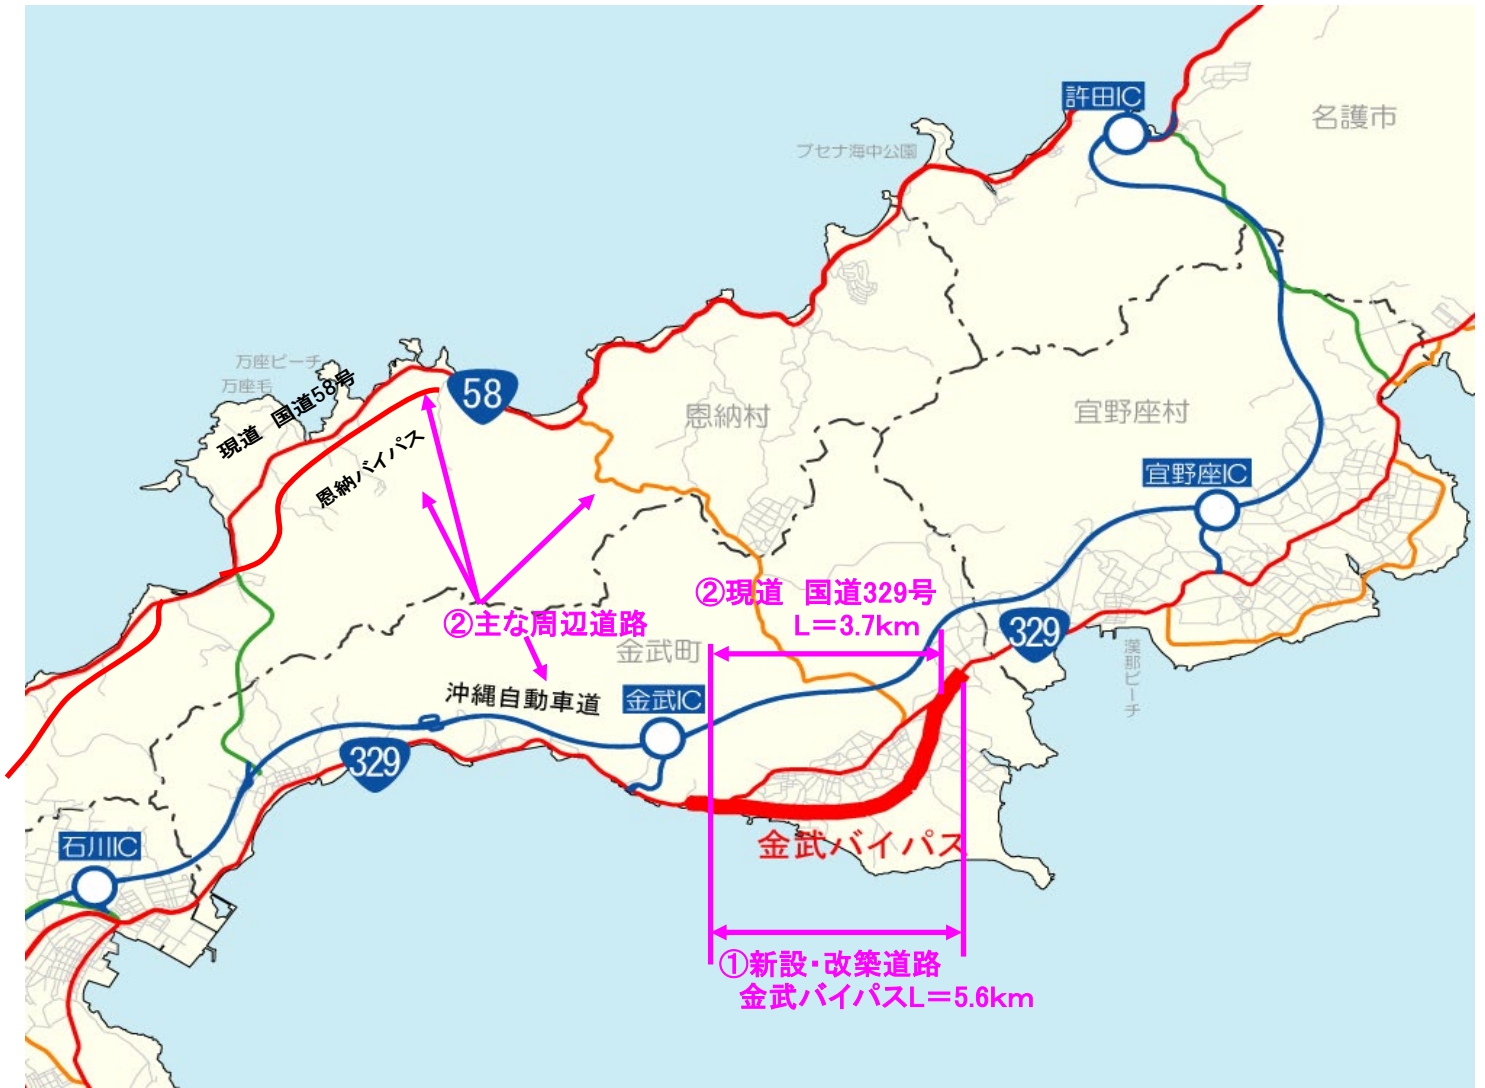 許田IC
名護市
ブセナ海中公園
万座ビーチ
万座毛
現道 国道58号
58
恩納バイパス
恩納村
宜野座村
宜野座IC
②現道 国道329号
L=3.7km
②主な周辺道路
金武町
329
漢那ビーチ
沖縄自動車道
金武IC
329
石川IC
金武バイパス
①新設・改築道路
金武バイパスL=5.6km